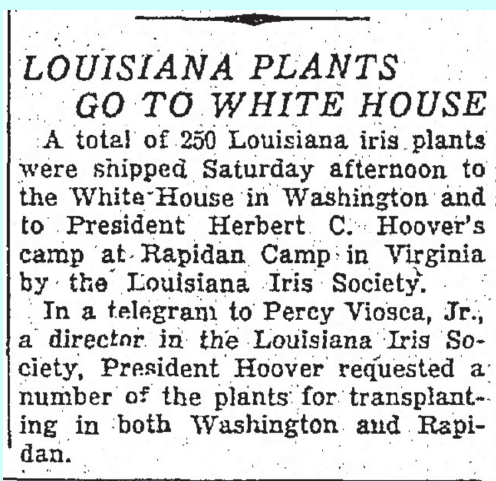 LOUISIANA PLANTS
GO TO WHITE HOUSE
A total of 250 Louisiana iris plants
were shipped Saturday afternoon to
the White House in Washington and
to President Herbert C. Hoover's
camp at Rapidan Camp in Virginia
by the Louisiana Iris Society.
In a telegram to Percy Viosca, Jr.,
a director in the Louisiana Iris So-
ciety, President Hoover requested a
number of the plants for transplant-
ing in both Washington and Rapi-
dan.